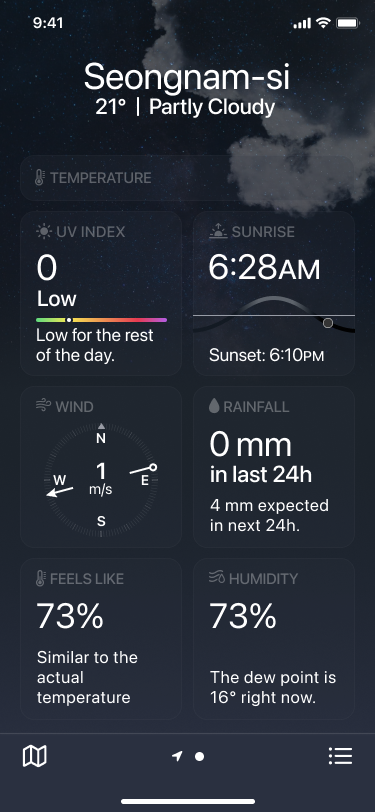 9:41
Seongnam-si
21° | Partly Cloudy
TEMPERATURE
UV INDEX
0
Low
Low for the rest
of the day.
SUNRISE
6:28AM
Sunset: 6:10PM
WIND
N
W
1
m/s
E
S
RAINFALL
0 mm
in last 24h
4 mm expected
in next 24h.
FEELS LIKE
73%
Similar to the
actual
temperature
HUMIDITY
73%
The dew point is
16° right now.